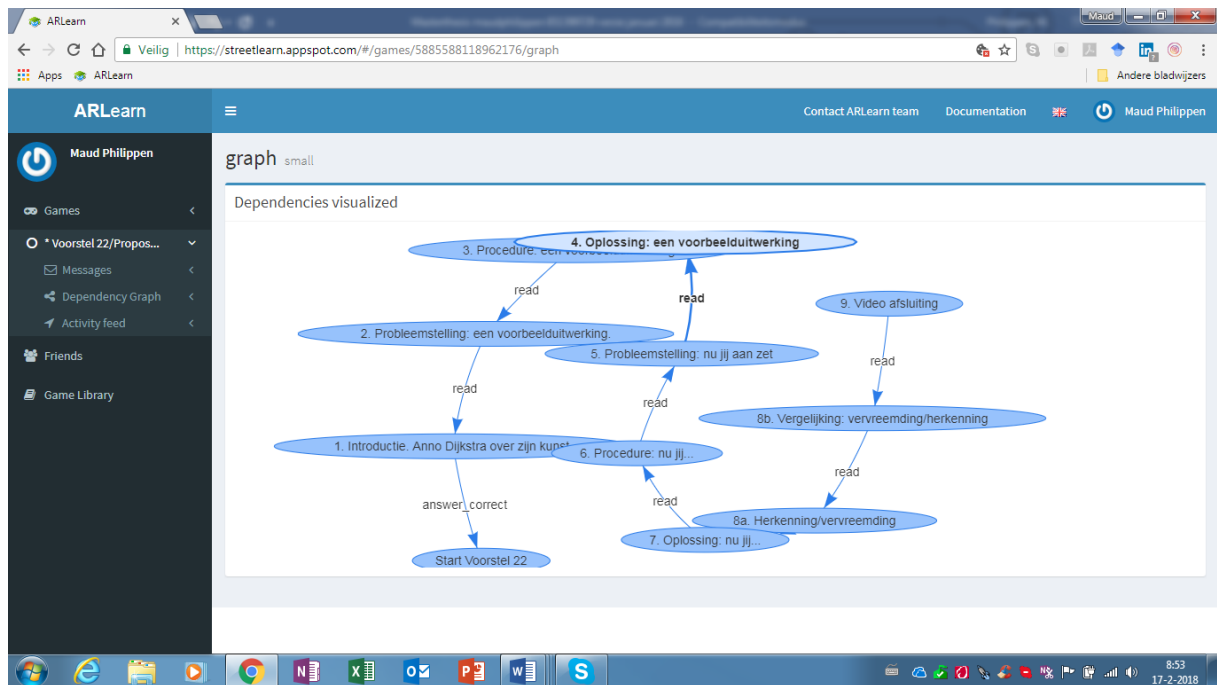 ARLearn
Maud
Veilig https://streetlearn.appspot.com/#/games/5885588118962176/graph
Apps ARLearn
Andere bladwijzers
ARLearn
Contact ARLearn team Documentation Maud Philippen
Maud Philippen
graph small
Games
Dependencies visualized
* Voorstel 22/Propos...
Messages
Dependency Graph
Activity feed
Friends
Game Library
4. Oplossing: een voorbeelduitwerking
3. Procedure: een
read
read
9. Video afsluiting
2. Probleemstelling: een voorbeelduitwerking.
5. Probleemstelling: nu jij aan zet
read
read
read
8b. Vergelijking: vervreemding/herkenning
1. Introductie. Anno Dijkstra over zijn kunst
6. Procedure: nu jij...
read
answer_correct
read
8a. Herkenning/vervreemding
7. Oplossing: nu jij...
Start Voorstel 22
8:53
17-2-2018